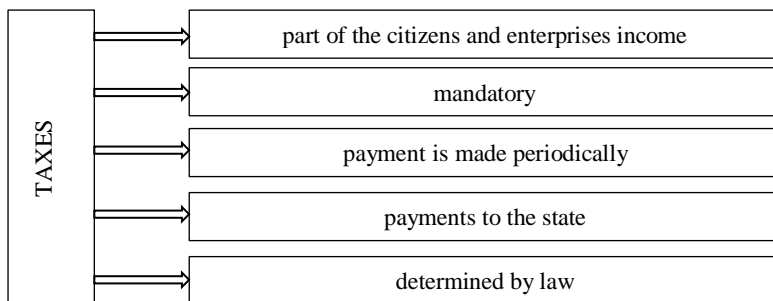 TAXES
part of the citizens and enterprises income
mandatory
payment is made periodically
payments to the state
determined by law